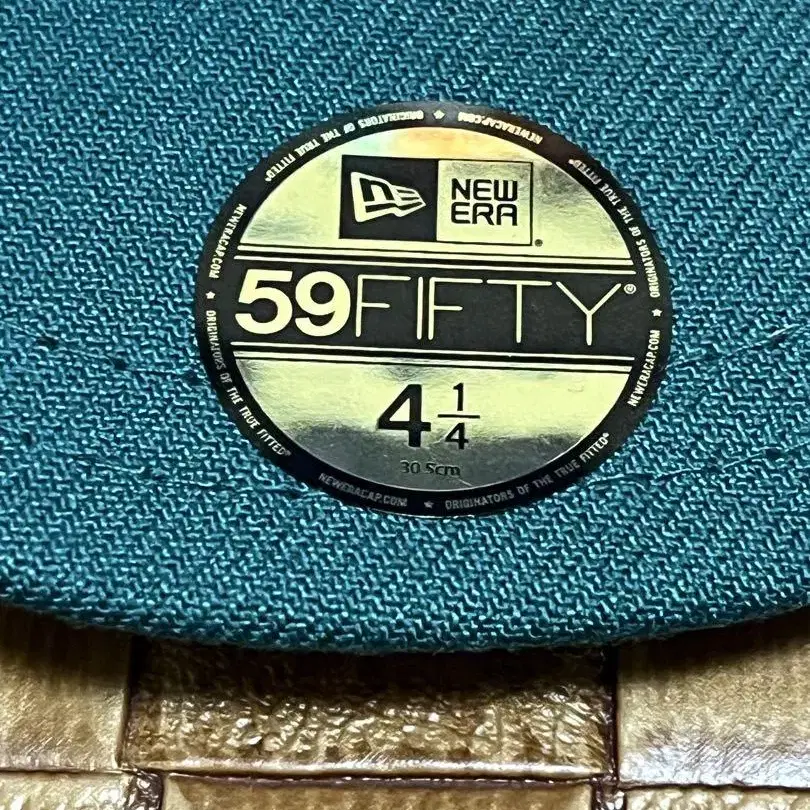 NEW
ERA
59FIFTY®
4 1/4
30.5cm
NEWERACAP.COM ★ ORIGINATORS OF THE TRUE FITTED®
NEWERACAP.COM ★ ORIGINATORS OF THE TRUE FITTED®
NEWERACAP.COM ★ ORIGINATORS OF THE TRUE FITTED®
NEWERACAP.COM ★ ORIGINATORS OF THE TRUE FITTED®